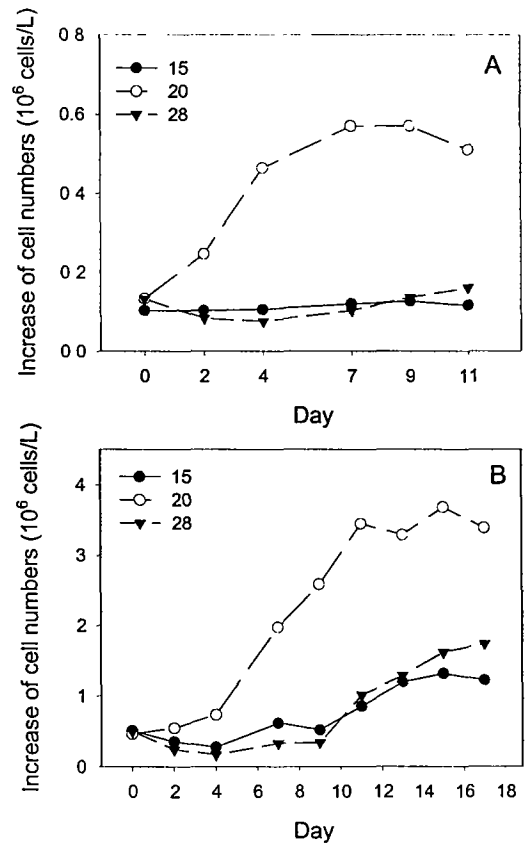 Increase of cell numbers (10⁶ cells/L)
0 8
0.6
0 4
0 2
0 0
15
20
28
A
0 2 4 7 9 11
Day
Increase of cell numbers (10⁶ cells/L)
4
3
2
1
0
15
20
28
B
0 2 4 6 8 10 12 14 16 18
Day